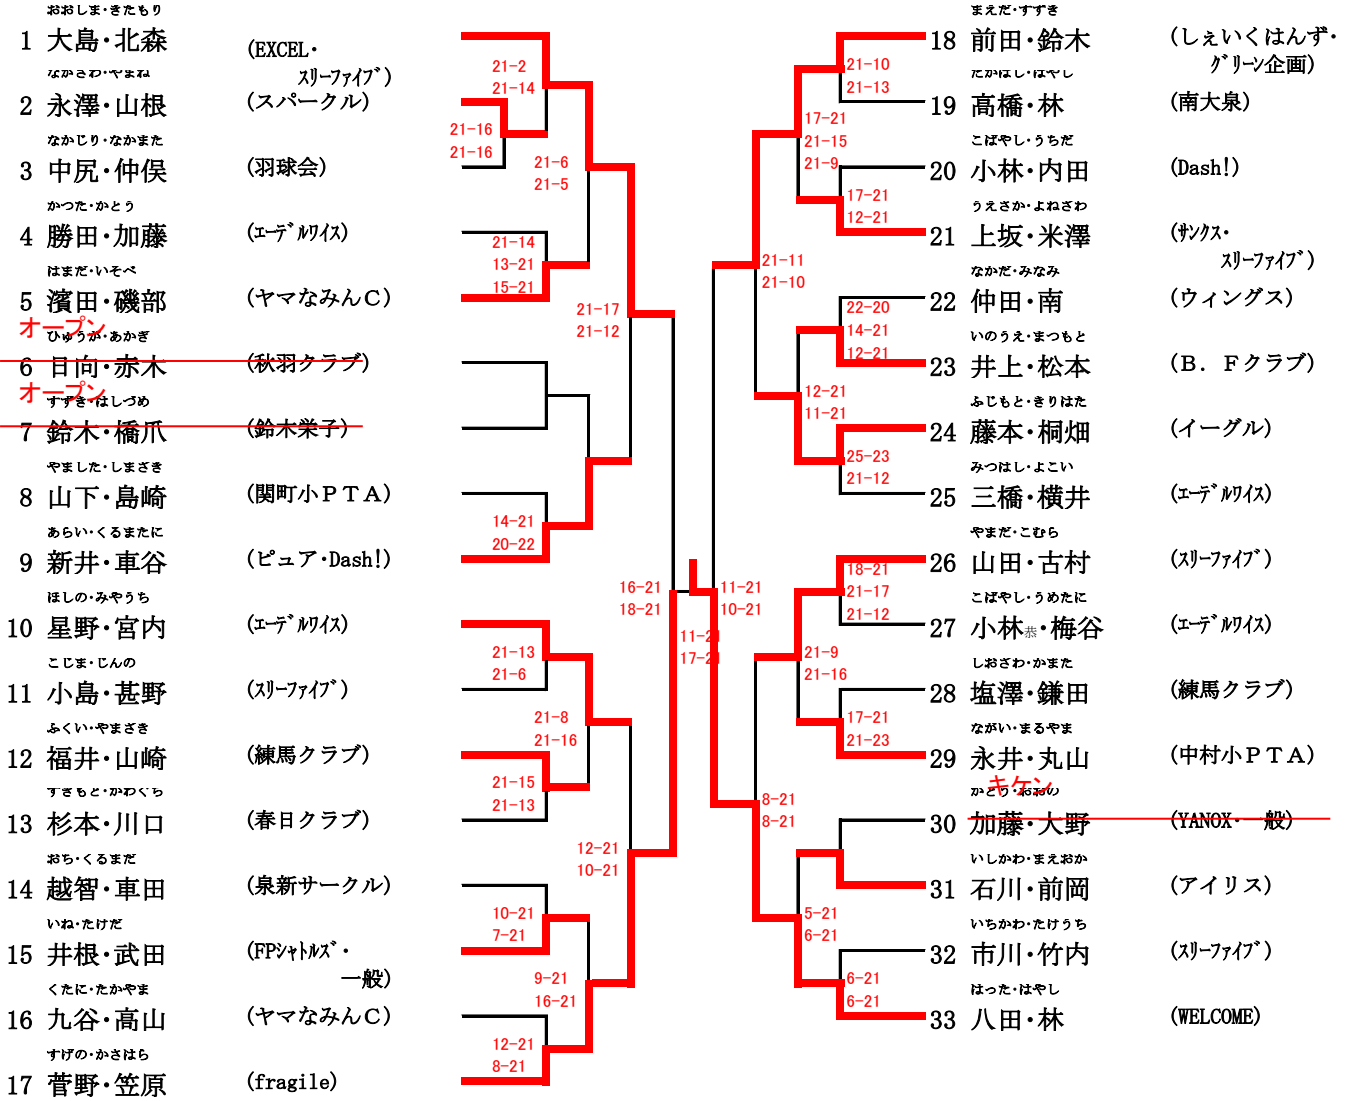 おおしま・きたもり
1 大島・北森 (EXCEL・
スリーファイブ)
ながさわ・やまね
2 永澤・山根 (スパークル)
なかじり・なかまた
3 中尻・仲俣 (羽球会)
かつた・かとう
4 勝田・加藤 (エーデルワイス)
はまだ・いそべ
5 濱田・磯部 (ヤマなみんC)
オープン
ひゅうが・あかぎ
6 日向・赤木 (秋羽クラブ)
オープン
すずき・はしづめ
7 鈴木・橋爪 (鈴木栄子)
やました・しまざき
8 山下・島崎 (関町小PTA)
あらい・くるまたに
9 新井・車谷 (ピュア・Dash!)
ほしの・みやうち
10 星野・宮内 (エーデルワイス)
こじま・じんの
11 小島・甚野 (スリーファイブ)
ふくい・やまざき
12 福井・山崎 (練馬クラブ)
すぎもと・かわぐち
13 杉本・川口 (春日クラブ)
おち・くるまだ
14 越智・車田 (泉新サークル)
いね・たけだ
15 井根・武田 (FPシャトルズ・
一般)
くたに・たかやま
16 九谷・高山 (ヤマなみんC)
すげの・かさはら
17 菅野・笠原 (fragile)
21-2
21-14
21-16
21-16
21-6
21-5
21-14
13-21
15-21
21-17
21-12
14-21
20-22
16-21
18-21
21-13
21-6
21-8
21-16
21-15
21-13
12-21
10-21
10-21
7-21
9-21
16-21
12-21
8-21
11-21
17-21
21-10
21-13
17-21
21-15
21-9
17-21
12-21
21-11
21-10
22-20
14-21
12-21
12-21
11-21
25-23
21-12
11-21
10-21
18-21
21-17
21-12
21-9
21-16
17-21
21-23
8-21
8-21
5-21
6-21
6-21
6-21
まえだ・すずき
18 前田・鈴木 (しぇいくはんず・
グリーン企画)
たかはし・はやし
19 高橋・林 (南大泉)
こばやし・うちだ
20 小林・内田 (Dash!)
うえさか・よねざわ
21 上坂・米澤 (サンクス・
スリーファイブ)
なかだ・みなみ
22 仲田・南 (ウィングス)
いのうえ・まつもと
23 井上・松本 (B．Fクラブ)
ふじもと・きりはた
24 藤本・桐畑 (イーグル)
みつはし・よこい
25 三橋・横井 (エーデルワイス)
やまだ・こむら
26 山田・古村 (スリーファイブ)
こばやし・うめたに
27 小林恭・梅谷 (エーデルワイス)
しおざわ・かまた
28 塩澤・鎌田 (練馬クラブ)
ながい・まるやま
29 永井・丸山 (中村小PTA)
キケン
かとう・おおの
30 加藤・大野 (YANOX・一般)
いしかわ・まえおか
31 石川・前岡 (アイリス)
いちかわ・たけうち
32 市川・竹内 (スリーファイブ)
はった・はやし
33 八田・林 (WELCOME)